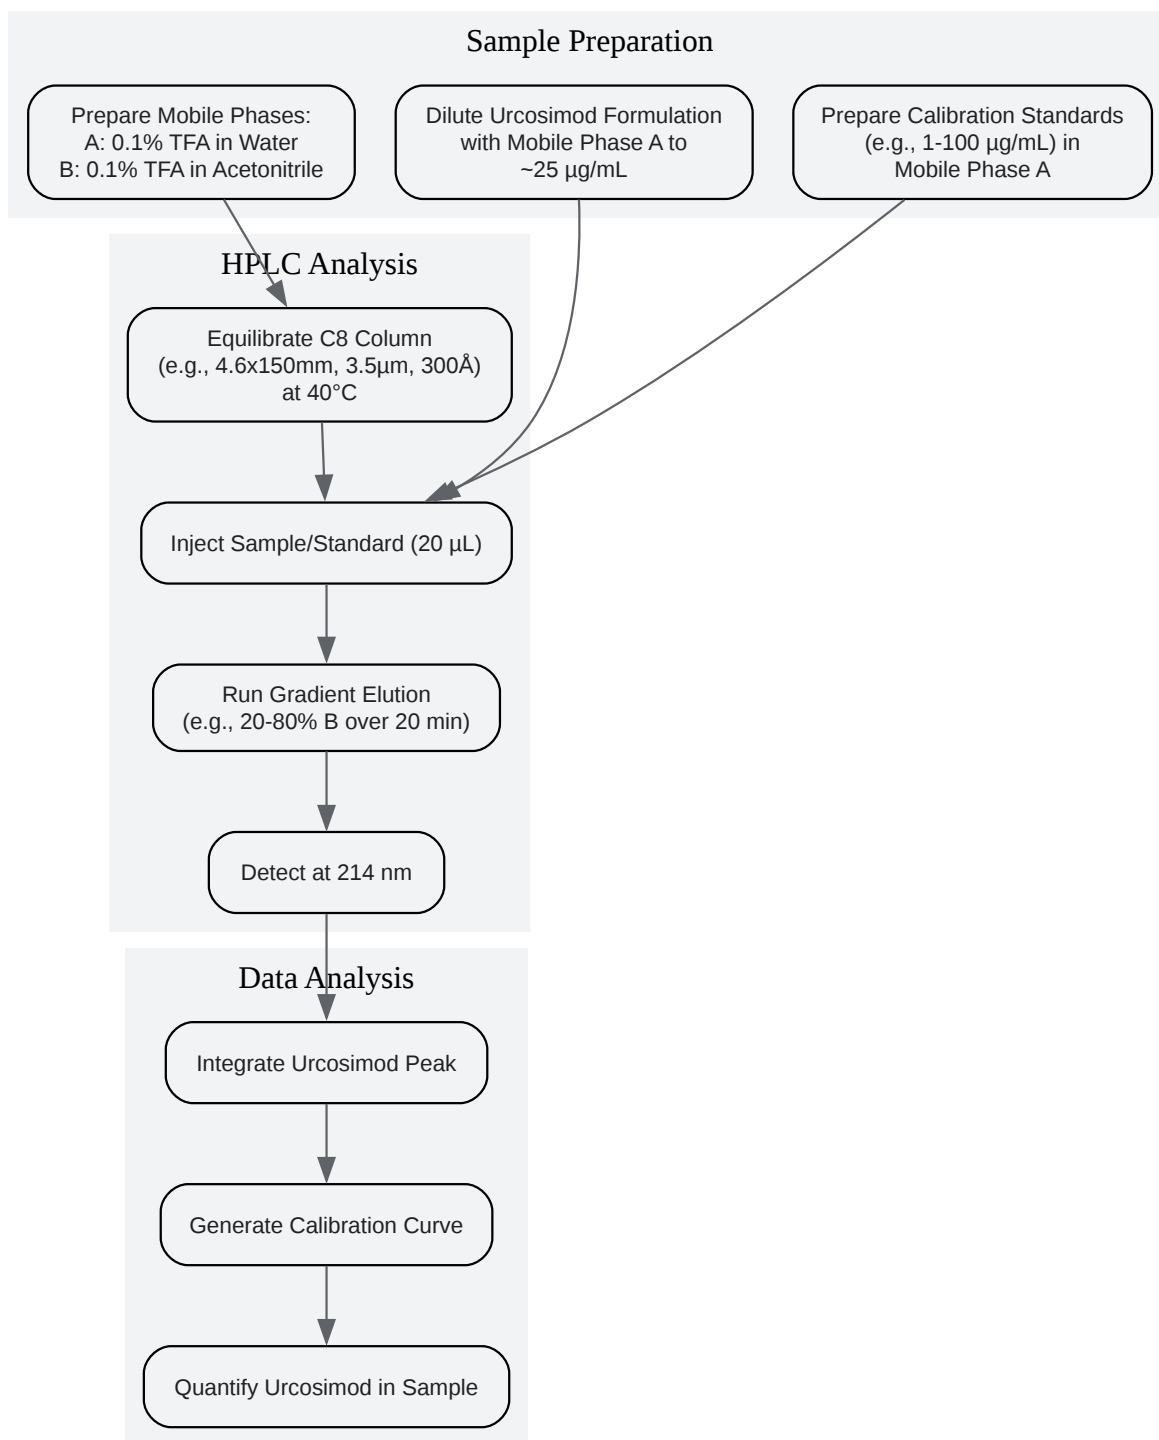 Sample Preparation
Prepare Mobile Phases:
A: 0.1% TFA in Water
B: 0.1% TFA in Acetonitrile
Dilute Urcosimod Formulation
with Mobile Phase A to
~25 µg/mL
Prepare Calibration Standards
(e.g., 1-100 µg/mL) in
Mobile Phase A
HPLC Analysis
Equilibrate C8 Column
(e.g., 4.6x150mm, 3.5µm, 300Å)
at 40°C
Inject Sample/Standard (20 µL)
Run Gradient Elution
(e.g., 20-80% B over 20 min)
Detect at 214 nm
Data Analysis
Integrate Urcosimod Peak
Generate Calibration Curve
Quantify Urcosimod in Sample